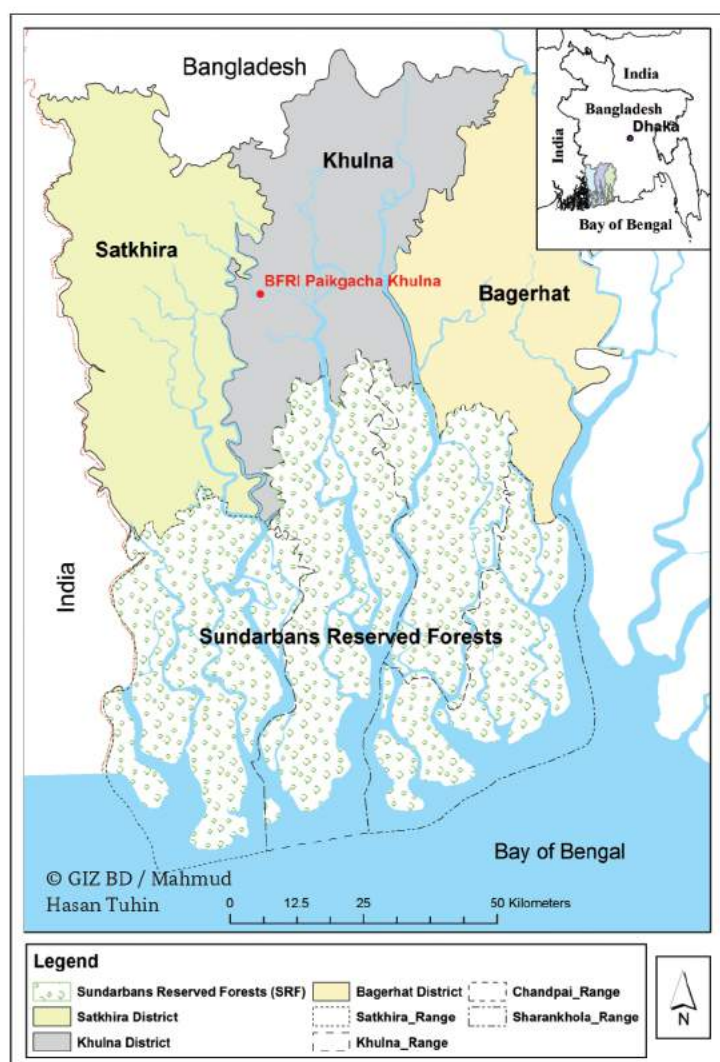 Bangladesh
India
Bangladesh
Dhaka
India
Bay of Bengal
Khulna
Satkhira
BFRI Paikgacha Khulna
Bagerhat
India
Sundarbans Reserved Forests
Bay of Bengal
© GIZ BD / Mahmud
Hasan Tuhin
0 12.5 25 50 Kilometers
Legend
Sundarbans Reserved Forests (SRF)
Satkhira District
Khulna District
Bagerhat District
Satkhira_Range
Khulna_Range
Chandpai_Range
Sharankhola_Range
N